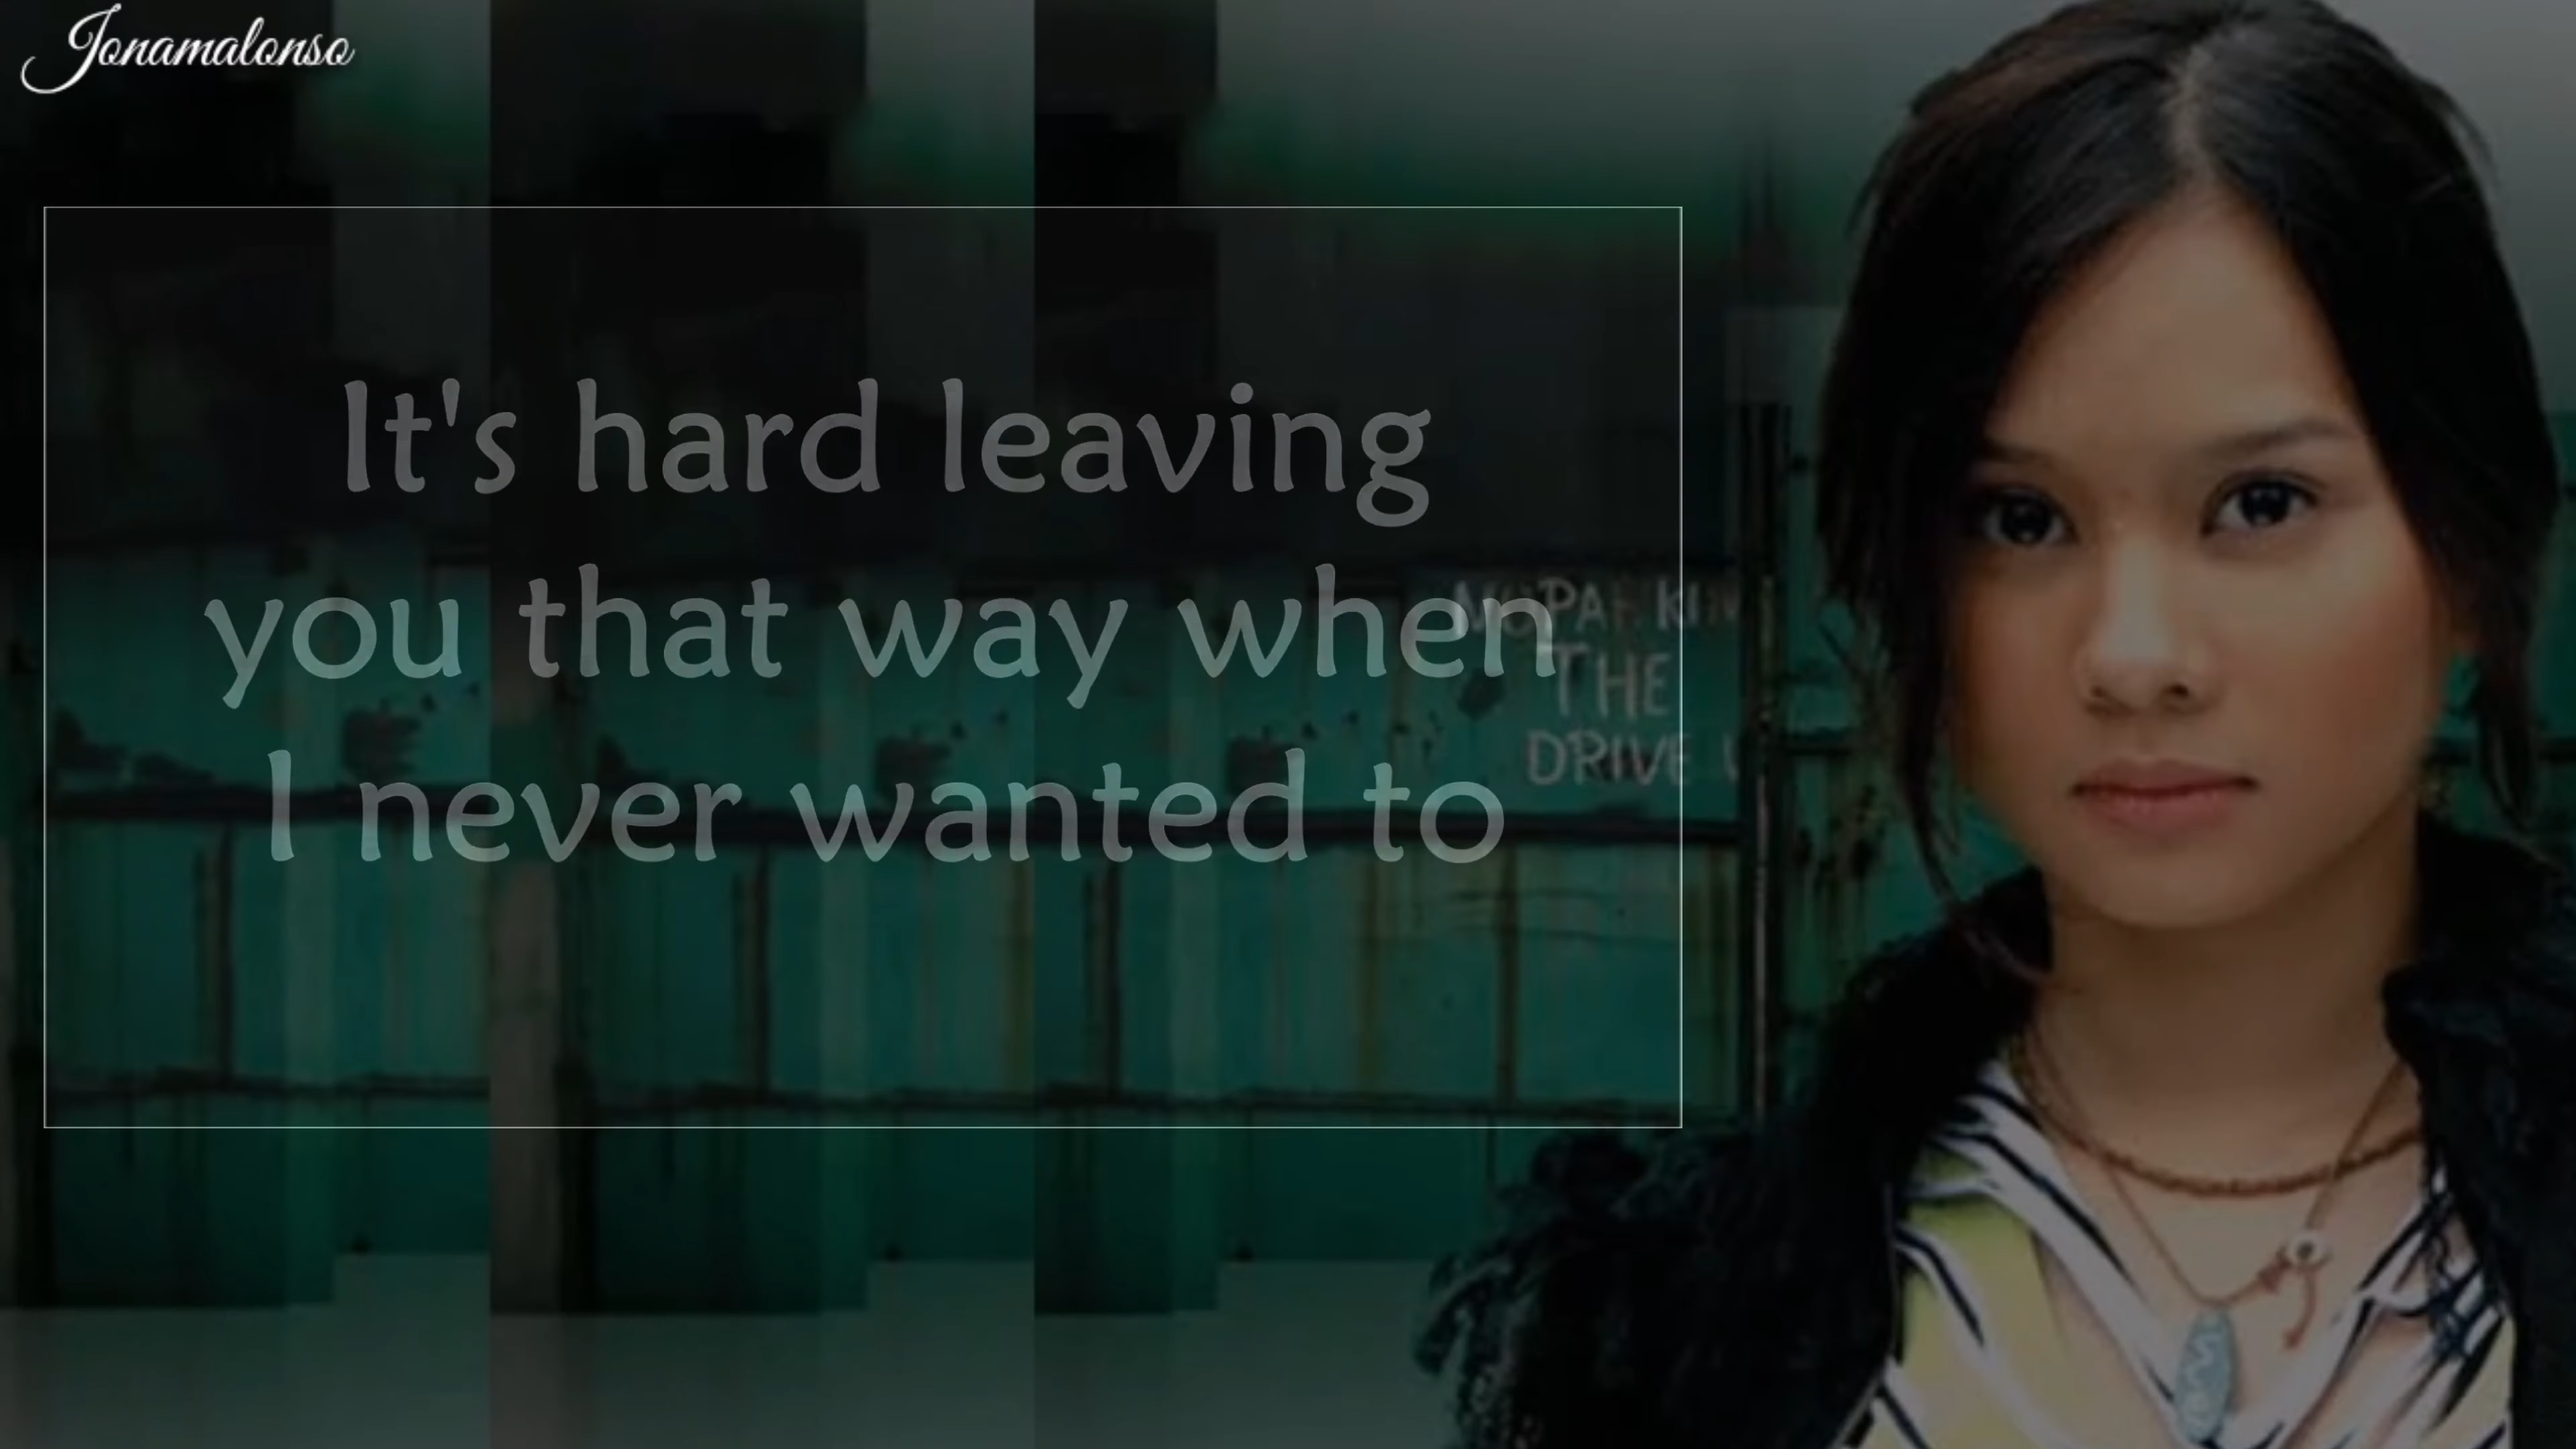 Jonamalonso
It's hard leaving
you that way when
I never wanted to
THE
DRIVE